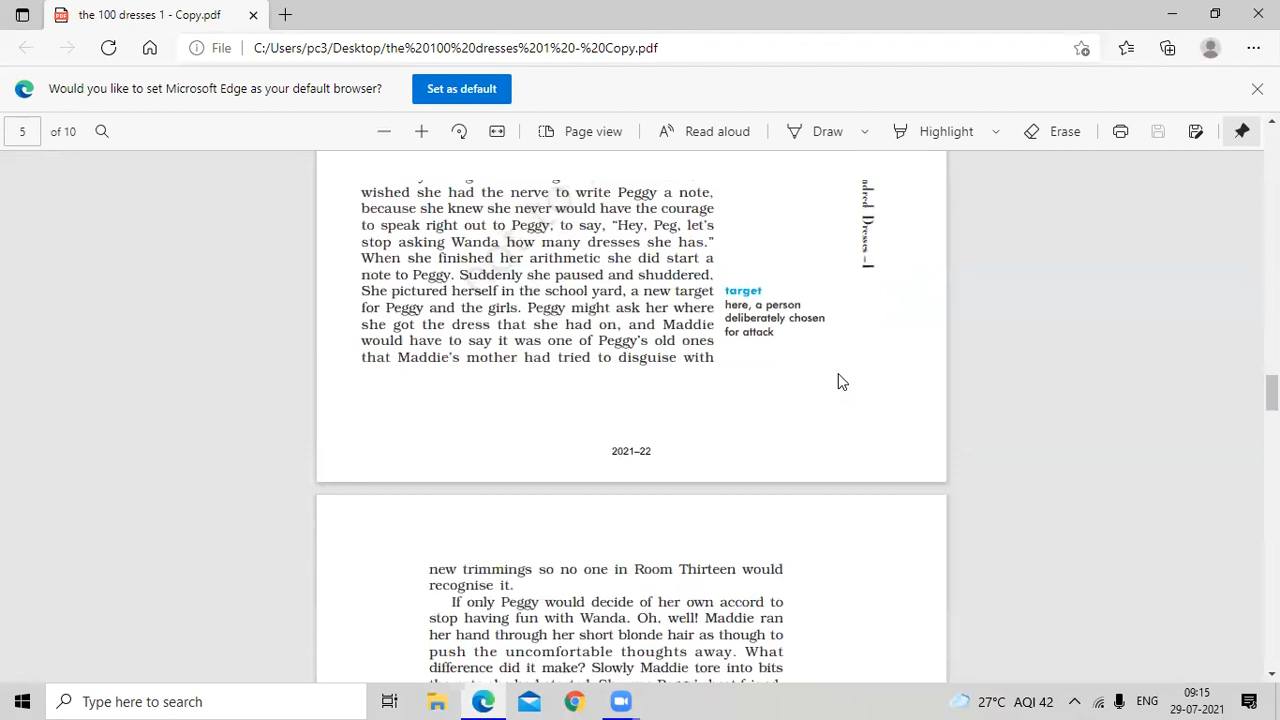 the 100 dresses 1 - Copy.pdf
File C:/Users/pc3/Desktop/the%20100%20dresses%201%20-%20Copy.pdf
Would you like to set Microsoft Edge as your default browser? Set as default
5 of 10 Page view Read aloud Draw Highlight Erase
wished she had the nerve to write Peggy a note,
because she knew she never would have the courage
to speak right out to Peggy, to say, “Hey, Peg, let’s
stop asking Wanda how many dresses she has.”
When she finished her arithmetic she did start a
note to Peggy. Suddenly she paused and shuddered.
She pictured herself in the school yard, a new target
for Peggy and the girls. Peggy might ask her where
she got the dress that she had on, and Maddie
would have to say it was one of Peggy’s old ones
that Maddie’s mother had tried to disguise with
target
here, a person
deliberately chosen
for attack
Dresses – I
2021–22
new trimmings so no one in Room Thirteen would
recognise it.
If only Peggy would decide of her own accord to
stop having fun with Wanda. Oh, well! Maddie ran
her hand through her short blonde hair as though to
push the uncomfortable thoughts away. What
difference did it make? Slowly Maddie tore into bits
Type here to search
27°C AQI 42 ENG 09:15
29-07-2021